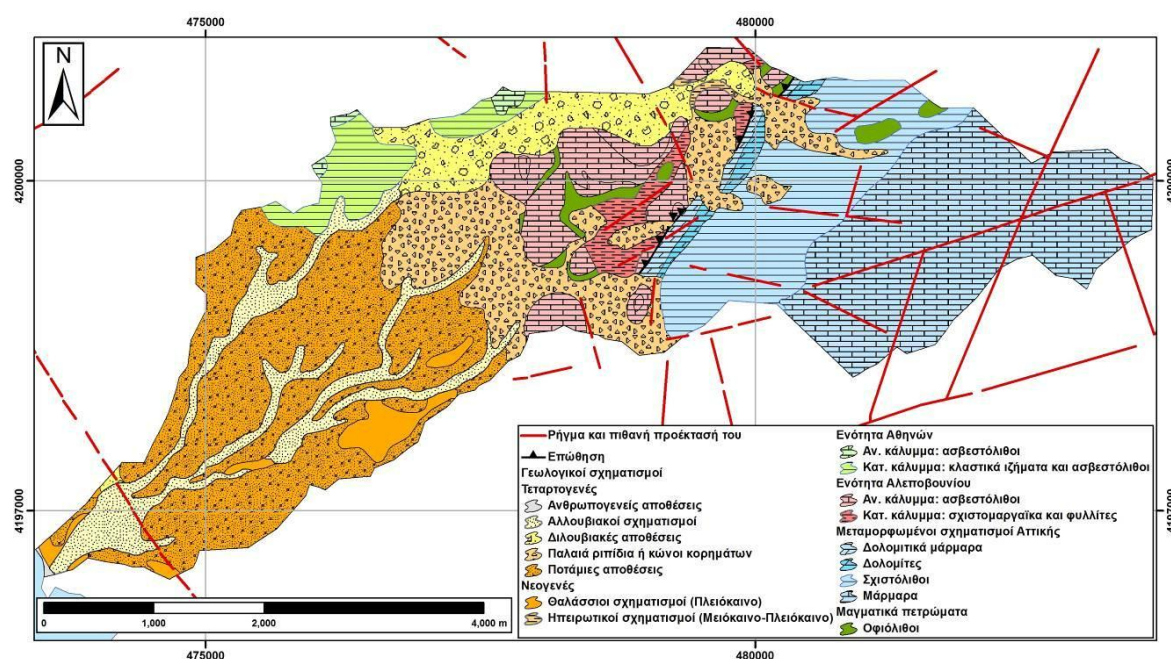 475000
480000
N
4200000
4200000
4197000
4197000
Ρήγμα και πιθανή προέκτασή του
Επώθηση
Γεωλογικοί σχηματισμοί
Τεταρτογενές
Ανθρωπογενείς αποθέσεις
Αλλουβιακοί σχηματισμοί
Διλουβιακές αποθέσεις
Παλαιά ριπίδια ή κώνοι κορημάτων
Ποτάμιες αποθέσεις
Νεογενές
Θαλάσσιοι σχηματισμοί (Πλειόκαινο)
Ηπειρωτικοί σχηματισμοί (Μειόκαινο-Πλειόκαινο)
Ενότητα Αθηνών
Αν. κάλυμμα: ασβεστόλιθοι
Κατ. κάλυμμα: κλαστικά ιζήματα και ασβεστόλιθοι
Ενότητα Αλεποβουνίου
Αν. κάλυμμα: ασβεστόλιθοι
Κατ. κάλυμμα: σχιστομαργαϊκα και φυλλίτες
Μεταμορφωμένοι σχηματισμοί Αττικής
Δολομιτικά μάρμαρα
Δολομίτες
Σχιστόλιθοι
Μάρμαρα
Μαγματικά πετρώματα
Οφιόλιθοι
0 1,000 2,000 4,000 m
475000
480000